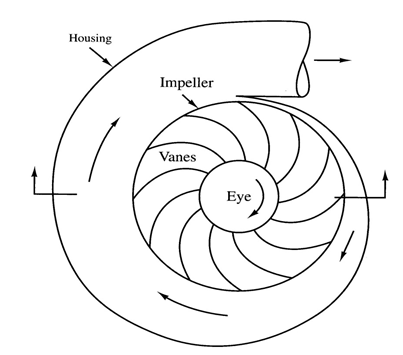 Housing
Impeller
Vanes
Eye